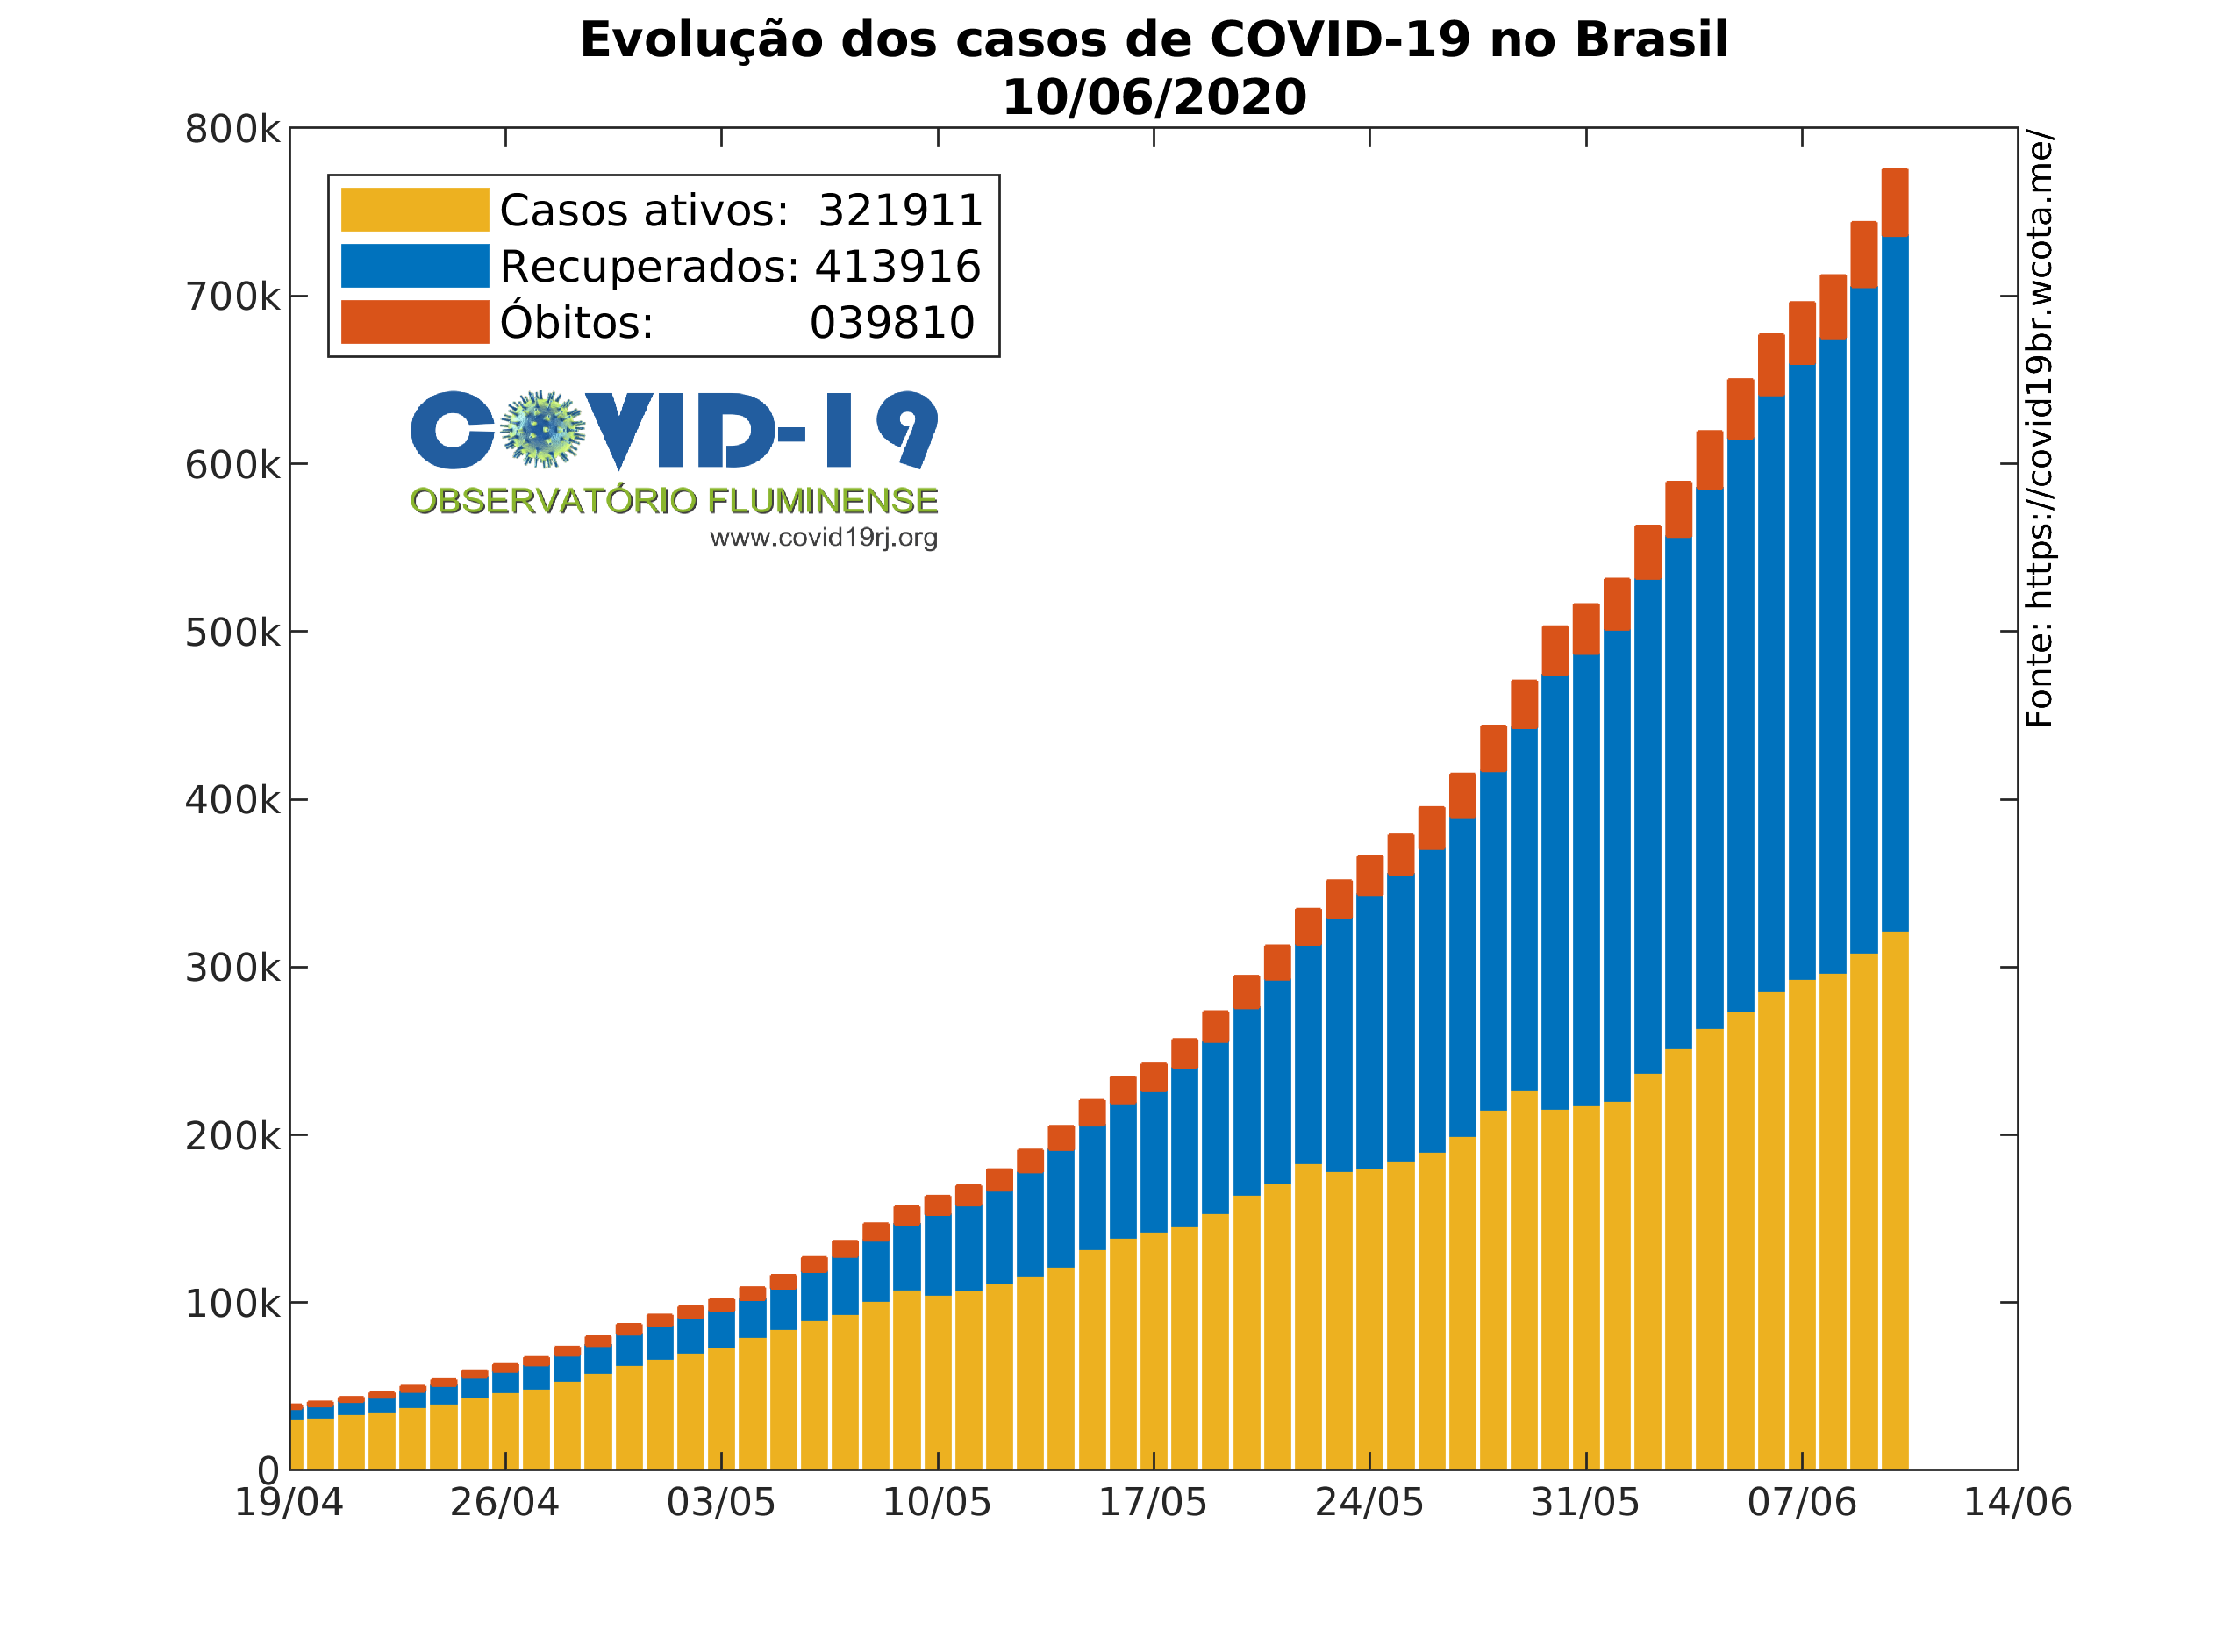 Evolução dos casos de COVID-19 no Brasil
10/06/2020
800k
700k
600k
500k
400k
300k
200k
100k
0
Casos ativos: 321911
Recuperados: 413916
Óbitos: 039810
COVID-19
OBSERVATÓRIO FLUMINENSE
www.covid19rj.org
Fonte: https://covid19br.wcota.me/
19/04 26/04 03/05 10/05 17/05 24/05 31/05 07/06 14/06